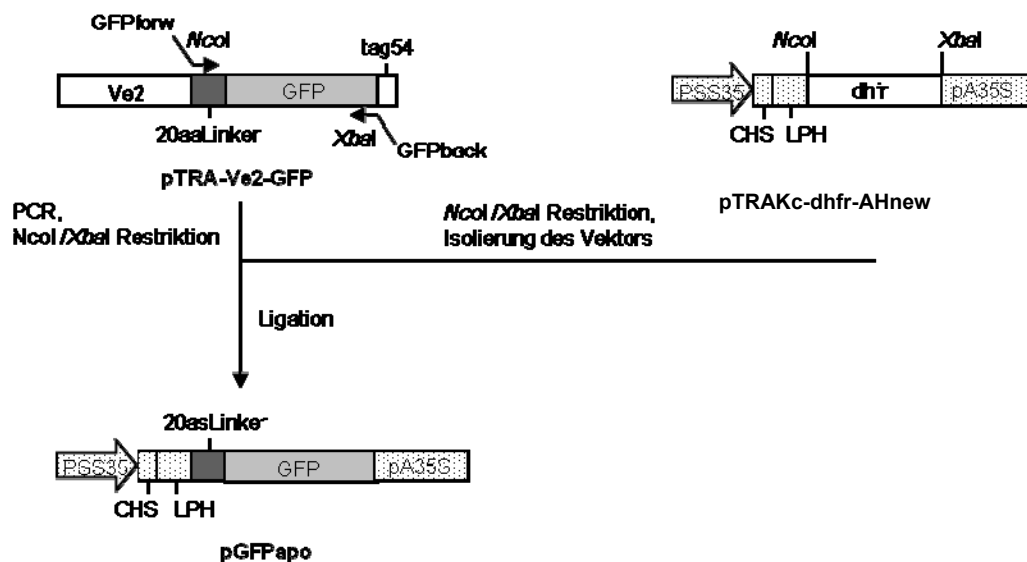 GFPforw
NcoI
tag54
Ve2
GFP
20aaLinker
XbaI
GFPback
pTRA-Ve2-GFP
NcoI
XbaI
PSS35
dhfr
pA35S
CHS
LPH
pTRAKc-dhfr-AHnew
PCR,
NcoI/XbaI Restriktion
NcoI/XbaI Restriktion,
Isolierung des Vektors
Ligation
20asLinker
PGS35
GFP
pA35S
CHS
LPH
pGFPapo